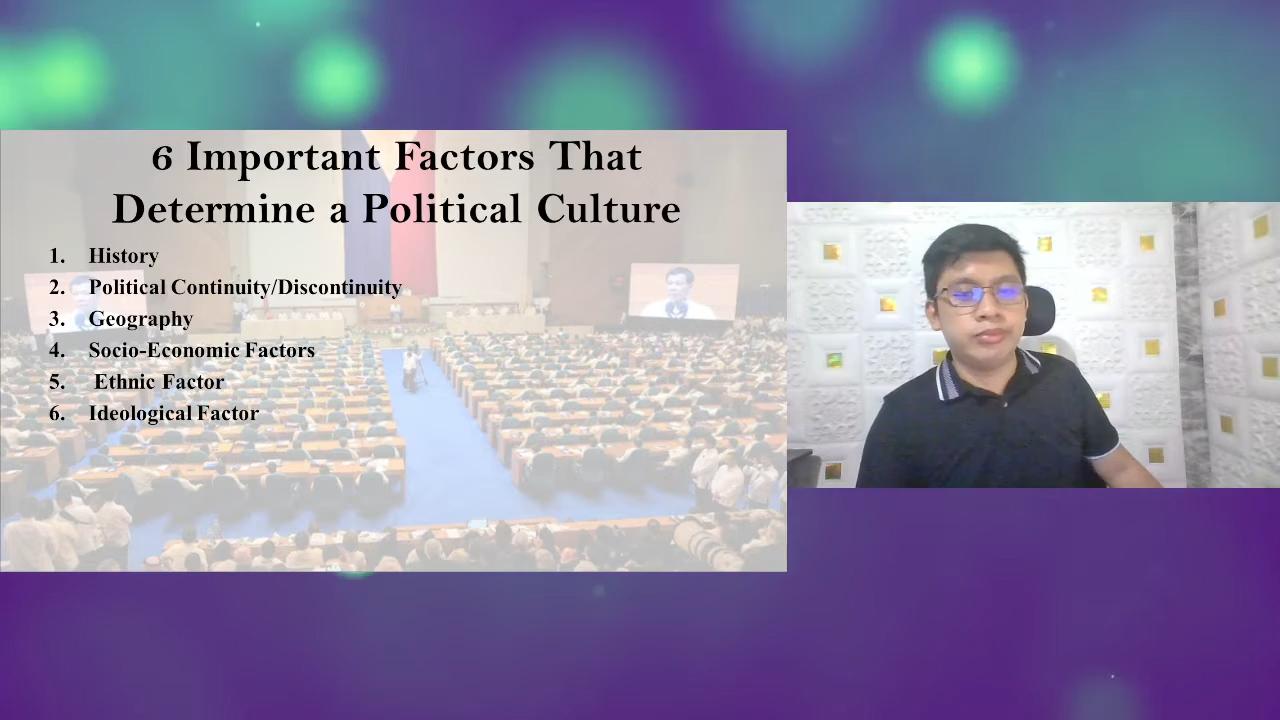 6 Important Factors That
Determine a Political Culture
1. History
2. Political Continuity/Discontinuity
3. Geography
4. Socio-Economic Factors
5. Ethnic Factor
6. Ideological Factor